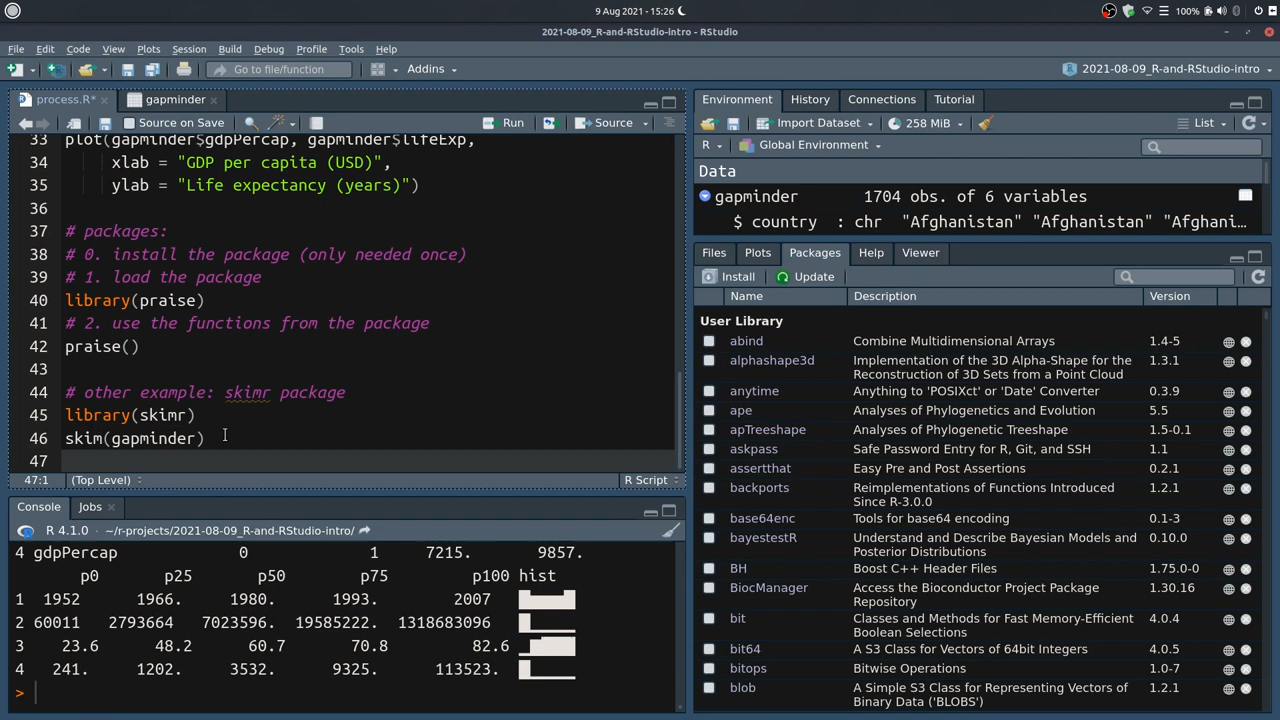 9 Aug 2021 - 15:26
100%
2021-08-09_R-and-RStudio-intro - RStudio
File Edit Code View Plots Session Build Debug Profile Tools Help
Go to file/function
Addins
2021-08-09_R-and-RStudio-intro
process.R*
gapminder
Source on Save
Run
Source
33 plot(gapminder$gdpPercap, gapminder$lifeExp,
34 xlab = "GDP per capita (USD)",
35 ylab = "Life expectancy (years)")
36
37 # packages:
38 # 0. install the package (only needed once)
39 # 1. load the package
40 library(praise)
41 # 2. use the functions from the package
42 praise()
43
44 # other example: skimr package
45 library(skimr)
46 skim(gapminder)
47
47:1 (Top Level) R Script
Console Jobs
R 4.1.0 · ~/r-projects/2021-08-09_R-and-RStudio-intro/
4 gdpPercap 0 1 7215. 9857.
p0 p25 p50 p75 p100 hist
1 1952 1966. 1980. 1993. 2007
2 60011 2793664 7023596. 19585222. 1318683096
3 23.6 48.2 60.7 70.8 82.6
4 241. 1202. 3532. 9325. 113523.
>
Environment History Connections Tutorial
Import Dataset 258 MiB List
R Global Environment
Data
gapminder 1704 obs. of 6 variables
$ country : chr "Afghanistan" "Afghanistan" "Afghani…
Files Plots Packages Help Viewer
Install Update
Name Description Version
User Library
abind Combine Multidimensional Arrays 1.4-5
alphashape3d Implementation of the 3D Alpha-Shape for the 1.3.1
Reconstruction of 3D Sets from a Point Cloud
anytime Anything to 'POSIXct' or 'Date' Converter 0.3.9
ape Analyses of Phylogenetics and Evolution 5.5
apTreeshape Analyses of Phylogenetic Treeshape 1.5-0.1
askpass Safe Password Entry for R, Git, and SSH 1.1
assertthat Easy Pre and Post Assertions 0.2.1
backports Reimplementations of Functions Introduced 1.2.1
Since R-3.0.0
base64enc Tools for base64 encoding 0.1-3
bayestestR Understand and Describe Bayesian Models and 0.10.0
Posterior Distributions
BH Boost C++ Header Files 1.75.0-0
BiocManager Access the Bioconductor Project Package 1.30.16
Repository
bit Classes and Methods for Fast Memory-Efficient 4.0.4
Boolean Selections
bit64 A S3 Class for Vectors of 64bit Integers 4.0.5
bitops Bitwise Operations 1.0-7
blob A Simple S3 Class for Representing Vectors of 1.2.1
Binary Data ('BLOBS')